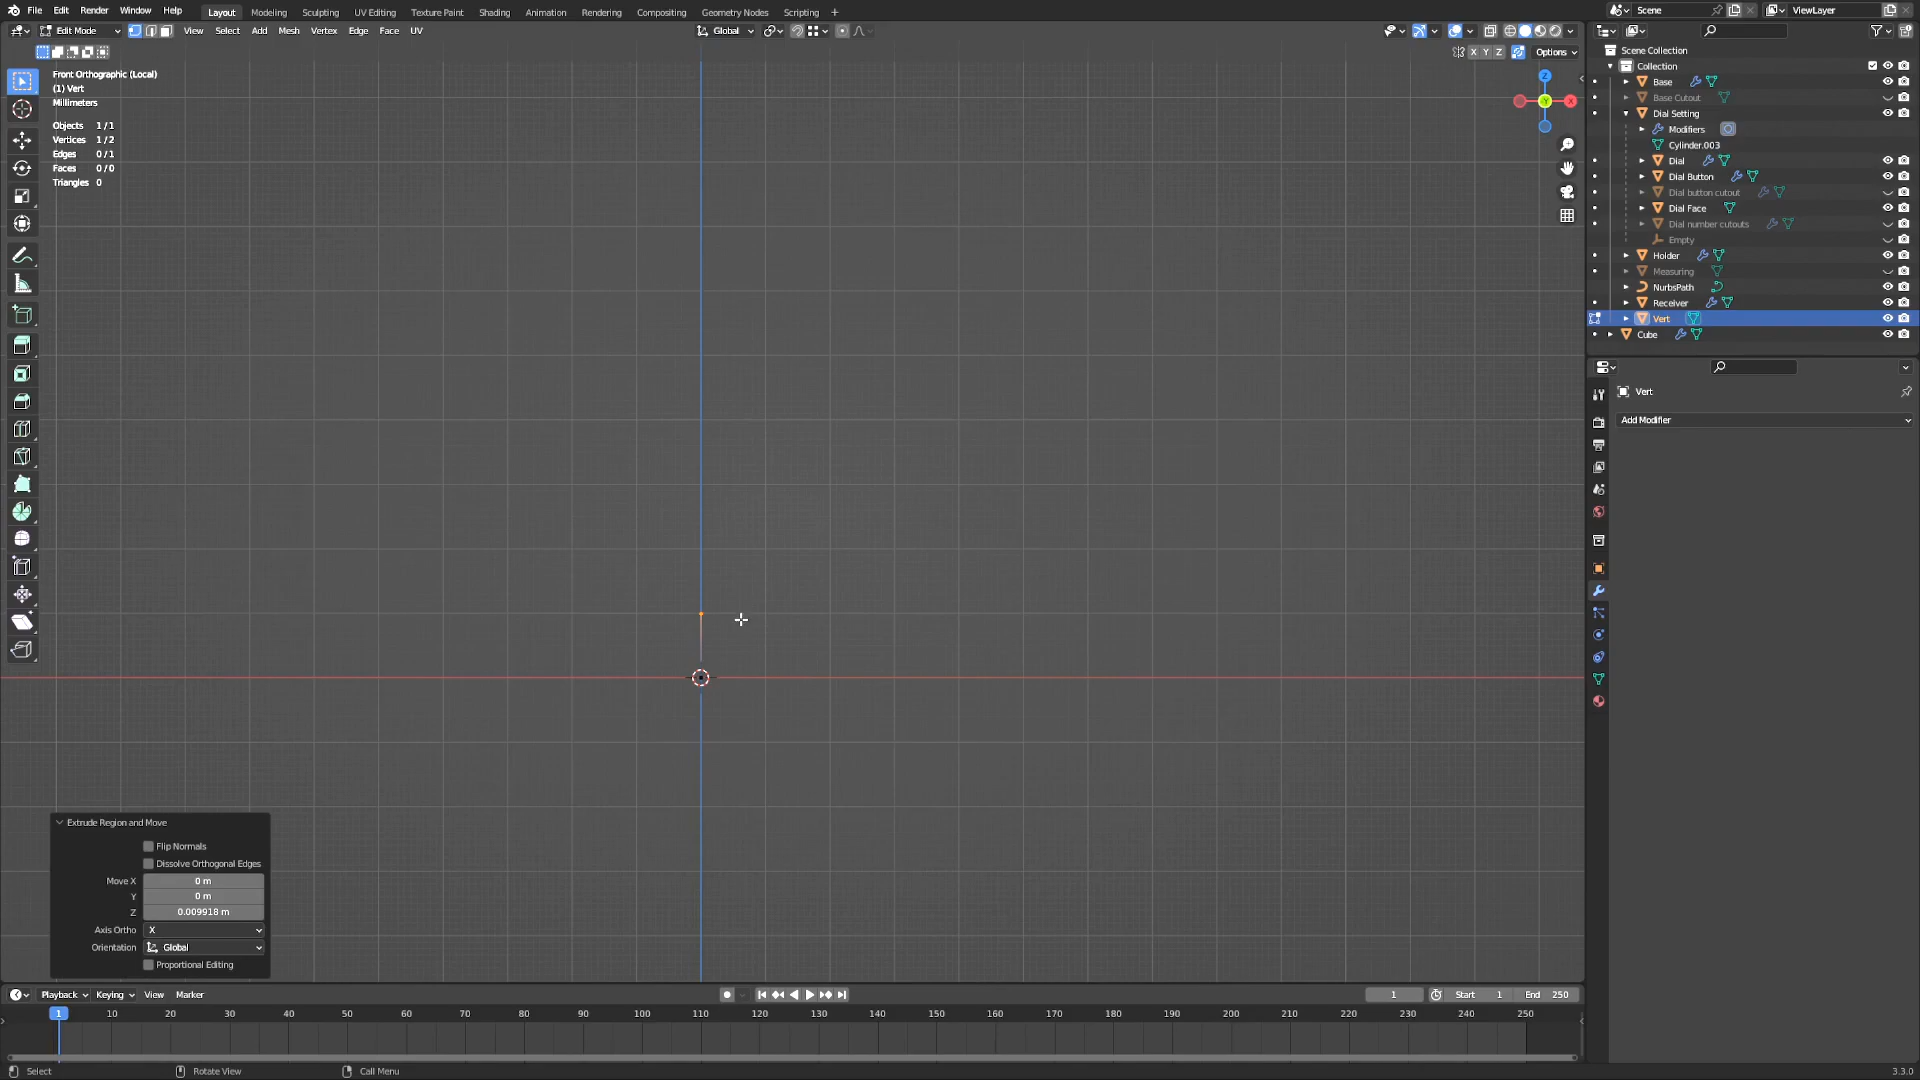 File Edit Render Window Help Layout Modeling Sculpting UV Editing Texture Paint Shading Animation Rendering Compositing Geometry Nodes Scripting + Scene ViewLayer
Edit Mode View Select Add Mesh Vertex Edge Face UV Global
X Y Z Options
Front Orthographic (Local)
(1) Vert
Millimeters
Objects 1/1
Vertices 1/2
Edges 0/1
Faces 0/0
Triangles 0
Z
X
Y
Scene Collection
Collection
Base
Base Cutout
Dial Setting
Modifiers
Cylinder.003
Dial
Dial Button
Dial button cutout
Dial Face
Dial number cutouts
Empty
Holder
Measuring
NurbsPath
Receiver
Vert
Cube
Vert
Add Modifier
Extrude Region and Move
Flip Normals
Dissolve Orthogonal Edges
Move X 0 m
Y 0 m
Z 0.009918 m
Axis Ortho X
Orientation Global
Proportional Editing
Playback Keying View Marker 1 Start 1 End 250
1 10 20 30 40 50 60 70 80 90 100 110 120 130 140 150 160 170 180 190 200 210 220 230 240 250
Select Rotate View Call Menu 3.3.0